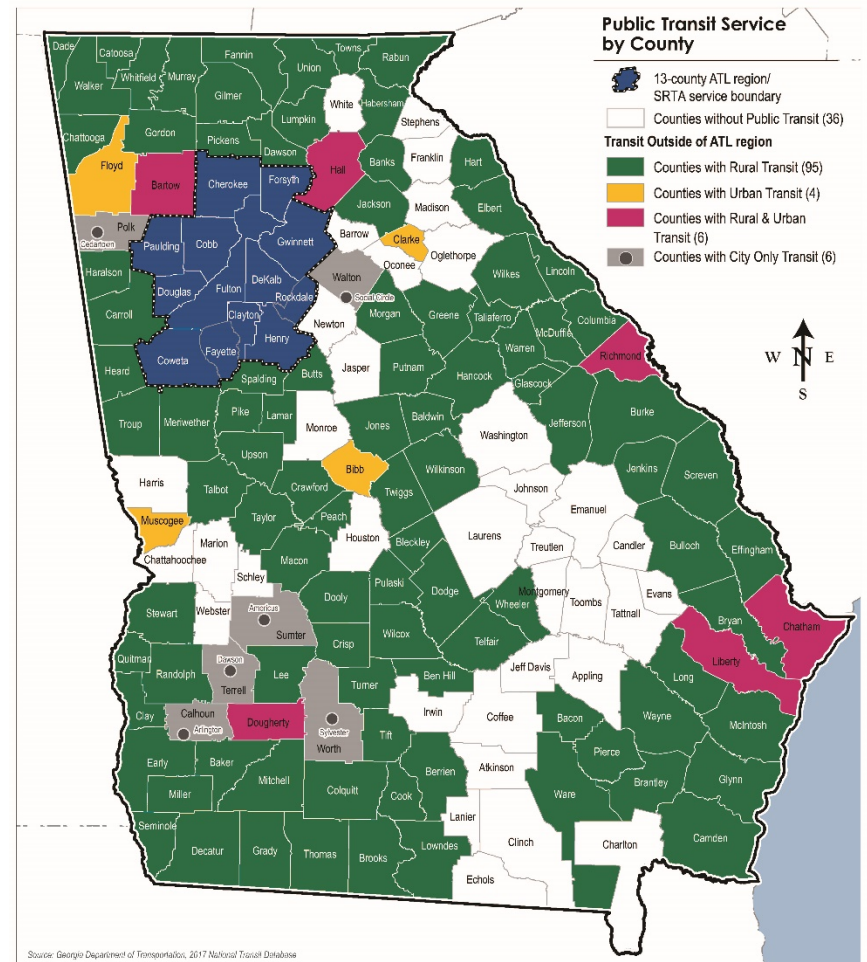 Public Transit Service
by County
13-county ATL region/
SRTA service boundary
Counties without Public Transit (36)
Transit Outside of ATL region
Counties with Rural Transit (95)
Counties with Urban Transit (4)
Counties with Rural & Urban
Transit (6)
Counties with City Only Transit (6)
N
W E
S
Dade
Catoosa
Fannin
Towns
Rabun
Union
Walker
Whitfield
Murray
Gilmer
White
Habersham
Lumpkin
Stephens
Chattooga
Gordon
Pickens
Dawson
Banks
Franklin
Hart
Floyd
Bartow
Cherokee
Forsyth
Hall
Jackson
Madison
Elbert
Polk
Cedartown
Paulding
Cobb
Gwinnett
Barrow
Clarke
Oconee
Oglethorpe
Wilkes
Lincoln
Haralson
Douglas
Fulton
DeKalb
Rockdale
Walton
Social Circle
Carroll
Clayton
Newton
Morgan
Greene
Taliaferro
McDuffie
Columbia
Coweta
Fayette
Henry
Warren
Richmond
Heard
Spalding
Butts
Jasper
Putnam
Hancock
Glascock
Troup
Meriwether
Pike
Lamar
Monroe
Jones
Baldwin
Jefferson
Burke
Upson
Washington
Harris
Talbot
Bibb
Wilkinson
Jenkins
Screven
Crawford
Twiggs
Johnson
Emanuel
Muscogee
Taylor
Peach
Houston
Laurens
Chattahoochee
Marion
Macon
Bleckley
Treutlen
Candler
Bulloch
Effingham
Schley
Webster
Americus
Sumter
Dooly
Pulaski
Dodge
Wheeler
Montgomery
Toombs
Tattnall
Evans
Stewart
Bryan
Chatham
Quitman
Randolph
Dawson
Terrell
Lee
Crisp
Wilcox
Telfair
Liberty
Jeff Davis
Appling
Long
Clay
Calhoun
Arlington
Dougherty
Turner
Sylvester
Worth
Ben Hill
Irwin
Coffee
Bacon
Wayne
McIntosh
Tift
Early
Baker
Mitchell
Pierce
Atkinson
Miller
Colquitt
Cook
Berrien
Ware
Brantley
Glynn
Seminole
Lanier
Clinch
Charlton
Camden
Decatur
Grady
Thomas
Brooks
Lowndes
Echols
Source: Georgia Department of Transportation, 2017 National Transit Database